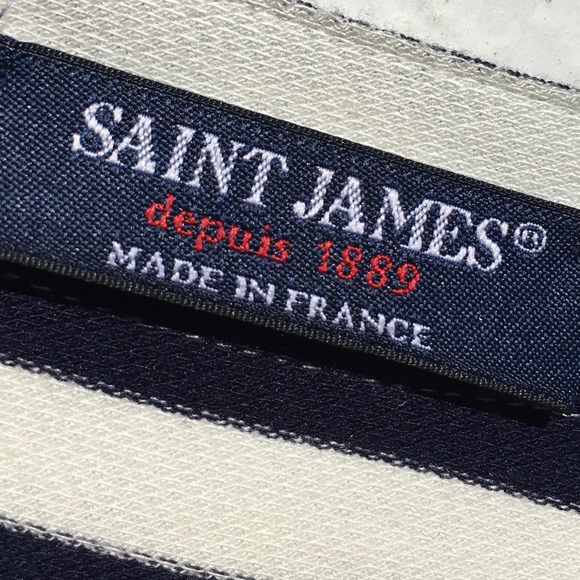 SAINT JAMES®
depuis 1889
MADE IN FRANCE